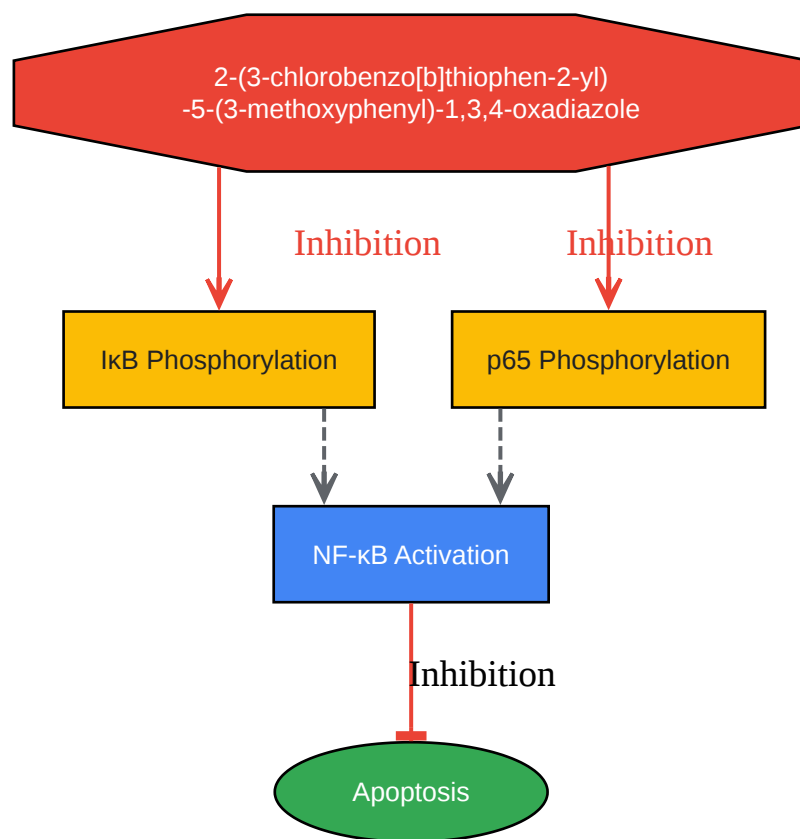 2-(3-chlorobenzo[b]thiophen-2-yl)
-5-(3-methoxyphenyl)-1,3,4-oxadiazole
Inhibition
Inhibition
IκB Phosphorylation
p65 Phosphorylation
NF-κB Activation
Inhibition
Apoptosis